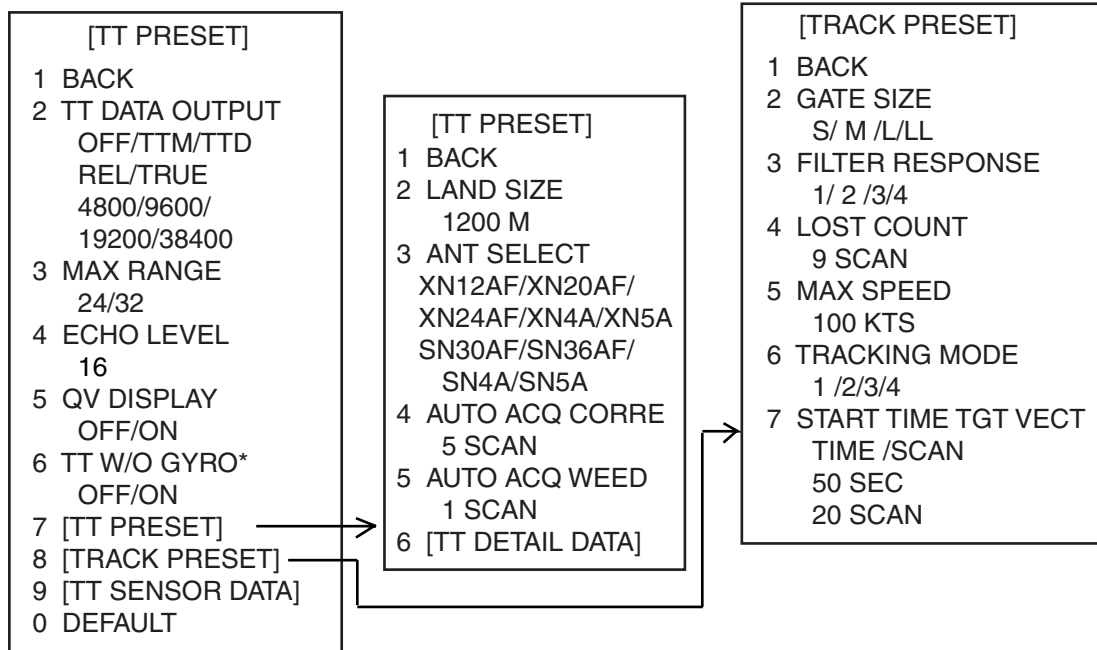 [TT PRESET]
1 BACK
2 TT DATA OUTPUT
OFF/TTM/TTD
REL/TRUE
4800/9600/
19200/38400
3 MAX RANGE
24/32
4 ECHO LEVEL
16
5 QV DISPLAY
OFF/ON
6 TT W/O GYRO*
OFF/ON
7 [TT PRESET]
8 [TRACK PRESET]
9 [TT SENSOR DATA]
0 DEFAULT
[TT PRESET]
1 BACK
2 LAND SIZE
1200 M
3 ANT SELECT
XN12AF/XN20AF/
XN24AF/XN4A/XN5A
SN30AF/SN36AF/
SN4A/SN5A
4 AUTO ACQ CORRE
5 SCAN
5 AUTO ACQ WEED
1 SCAN
6 [TT DETAIL DATA]
[TRACK PRESET]
1 BACK
2 GATE SIZE
S/ M /L/LL
3 FILTER RESPONSE
1/ 2 /3/4
4 LOST COUNT
9 SCAN
5 MAX SPEED
100 KTS
6 TRACKING MODE
1 /2/3/4
7 START TIME TGT VECT
TIME /SCAN
50 SEC
20 SCAN